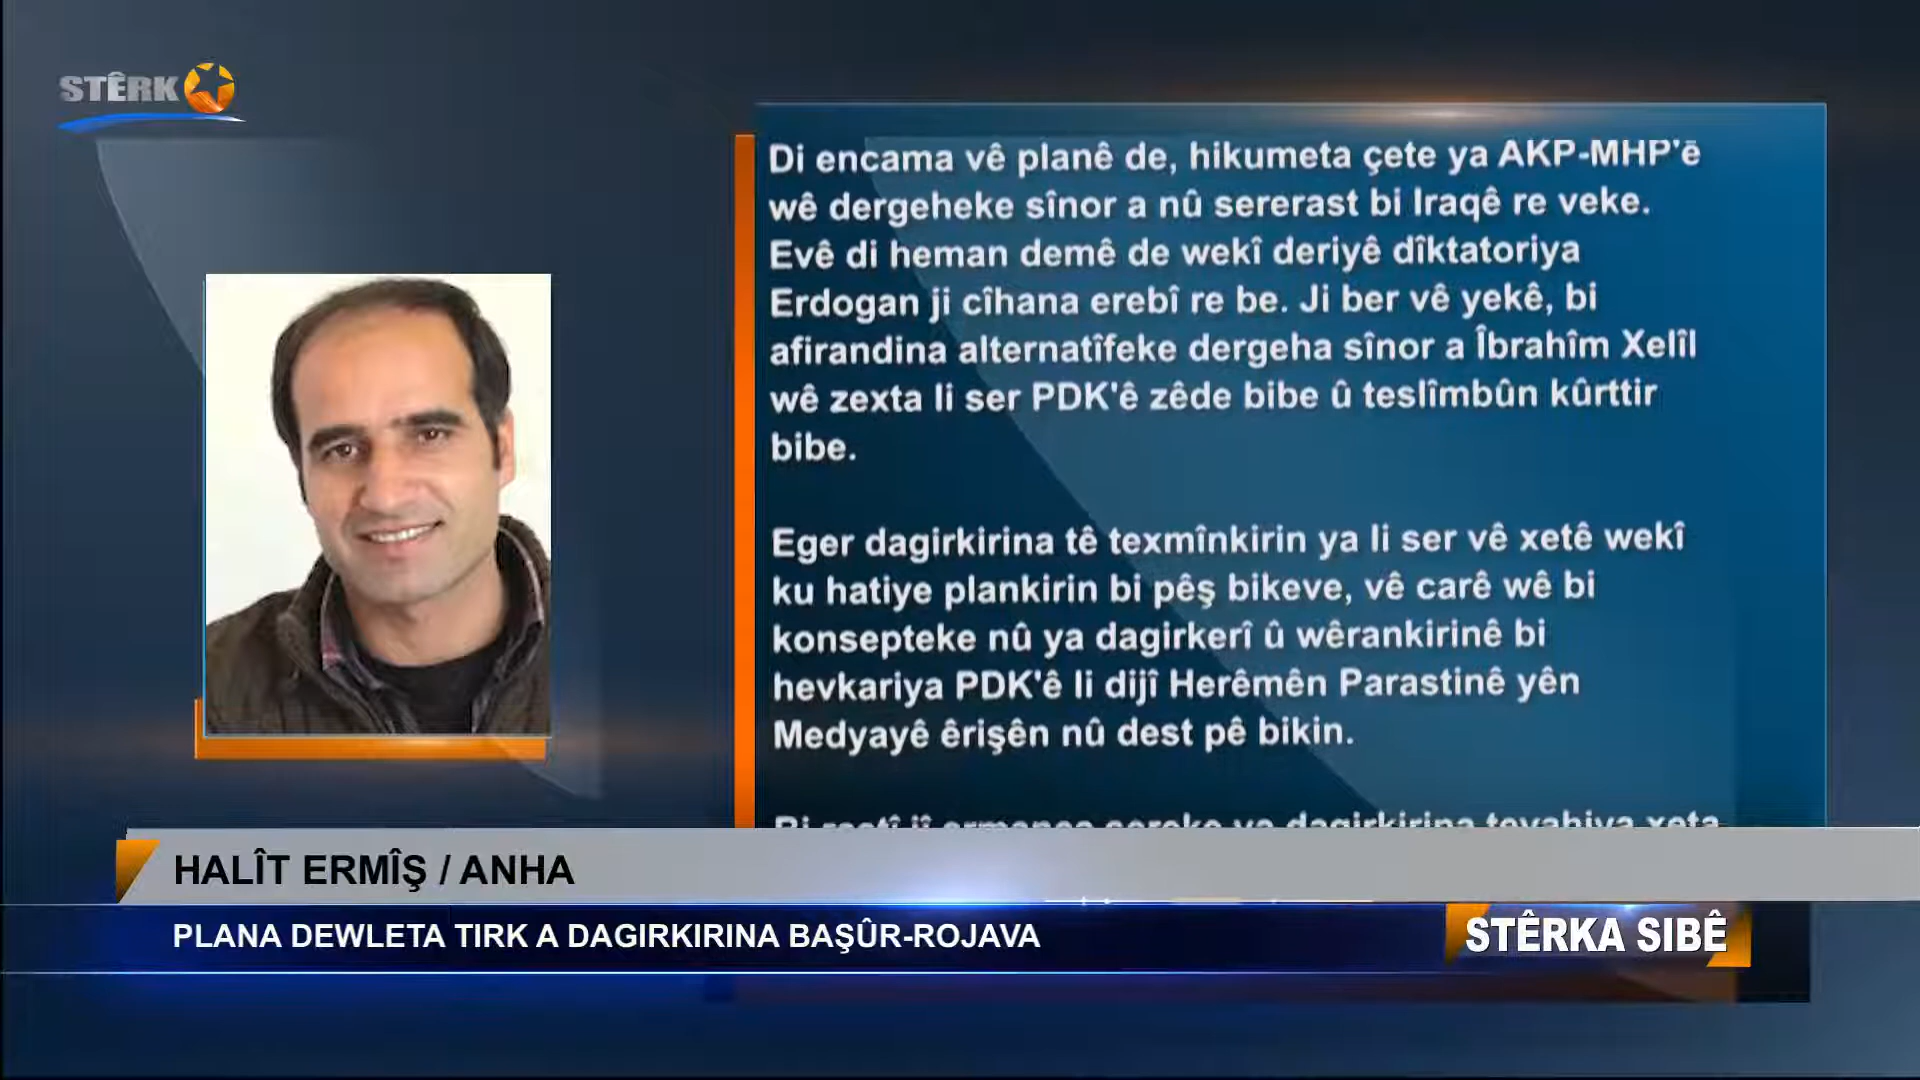 STÊRK
Di encama vê planê de, hikumeta çete ya AKP-MHP'ê
wê dergeheke sînor a nû sererast bi Iraqê re veke.
Evê di heman demê de wekî deriyê dîktatoriya
Erdogan ji cîhana erebî re be. Ji ber vê yekê, bi
afirandina alternatîfeke dergeha sînor a Îbrahîm Xelîl
wê zexta li ser PDK'ê zêde bibe û teslîmbûn kûrttir
bibe.
Eger dagirkirina tê texmînkirin ya li ser vê xetê wekî
ku hatiye plankirin bi pêş bikeve, vê carê wê bi
konsepteke nû ya dagirkerî û wêrankirinê bi
hevkariya PDK'ê li dijî Herêmên Parastinê yên
Medyayê êrişên nû dest pê bikin.
HALÎT ERMÎŞ / ANHA
PLANA DEWLETA TIRK A DAGIRKIRINA BAŞÛR-ROJAVA
STÊRKA SIBÊ